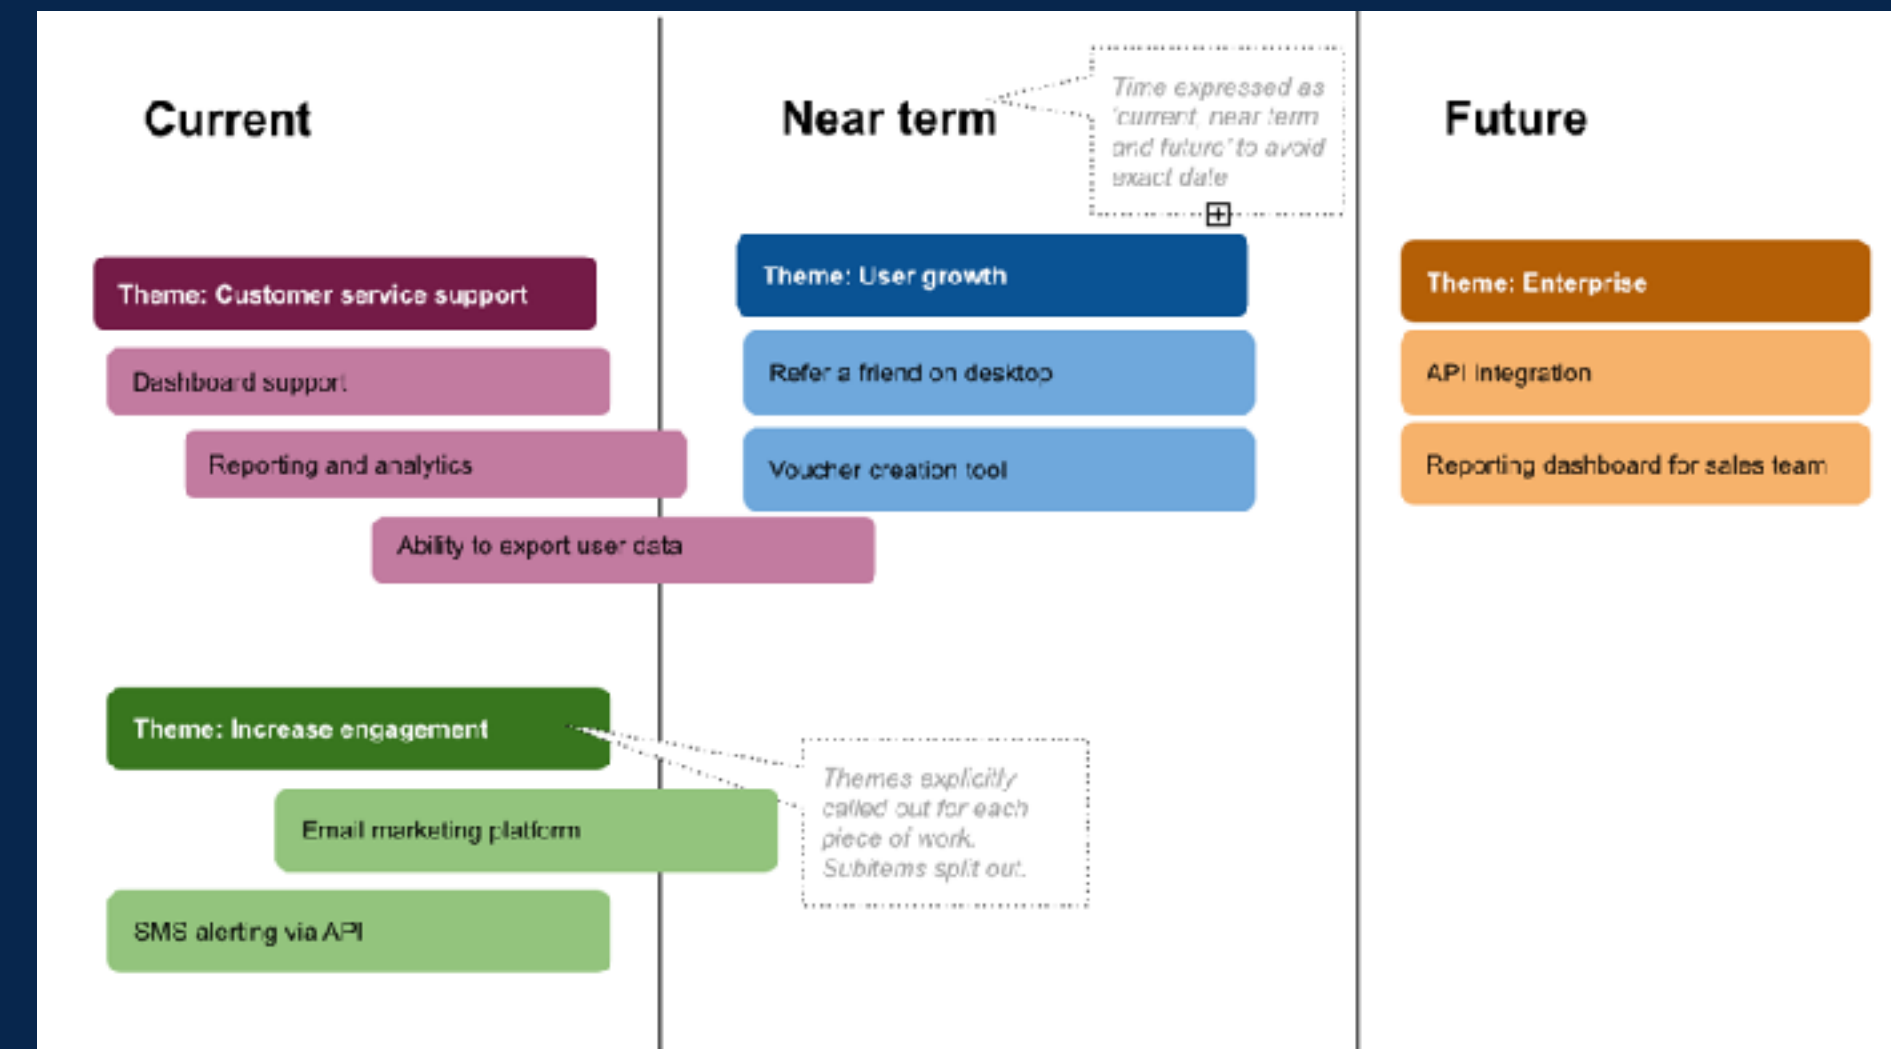 Current
Near term
Time expressed as
'current, near term
and future' to avoid
exact date
Future
Theme: Customer service support
Dashboard support
Reporting and analytics
Ability to export user data
Theme: User growth
Refer a friend on desktop
Voucher creation tool
Theme: Enterprise
API integration
Reporting dashboard for sales team
Theme: Increase engagement
Email marketing platform
SMS alerting via API
Themes explicitly
called out for each
piece of work.
Subitems split out.